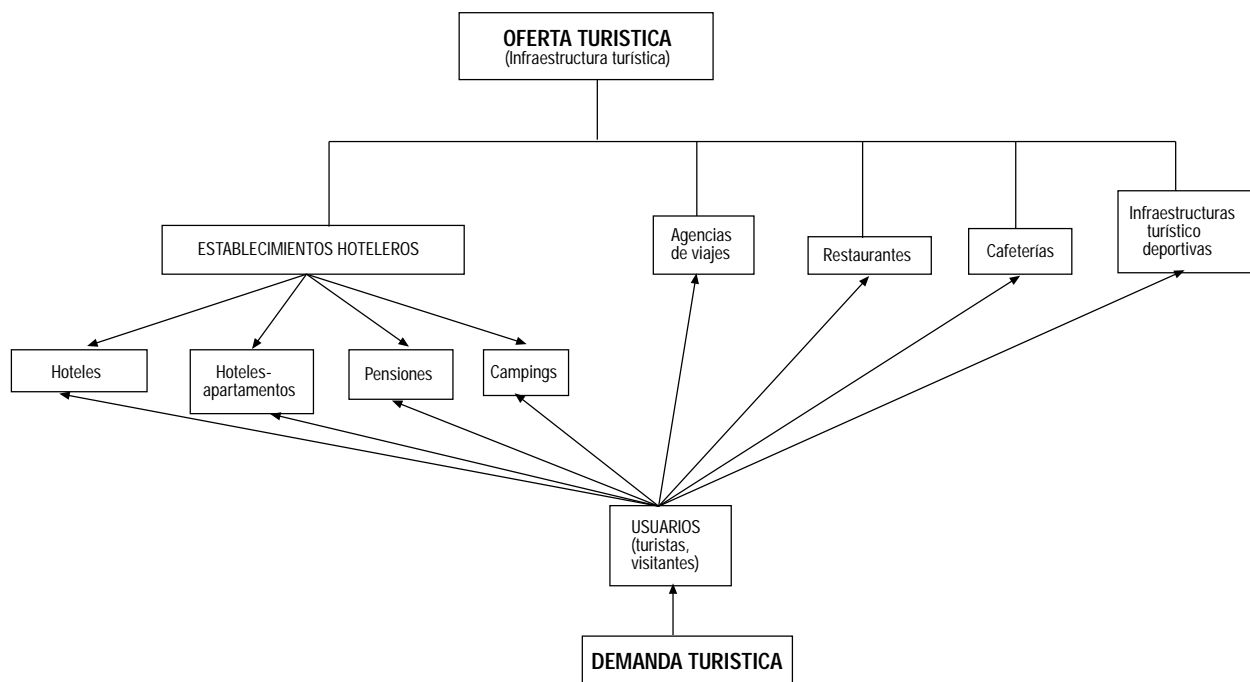 OFERTA TURISTICA
(Infraestructura turística)
ESTABLECIMIENTOS HOTELEROS
Agencias
de viajes
Restaurantes
Cafeterías
Infraestructuras
turístico
deportivas
Hoteles
Hoteles-
apartamentos
Pensiones
Campings
USUARIOS
(turistas,
visitantes)
DEMANDA TURISTICA